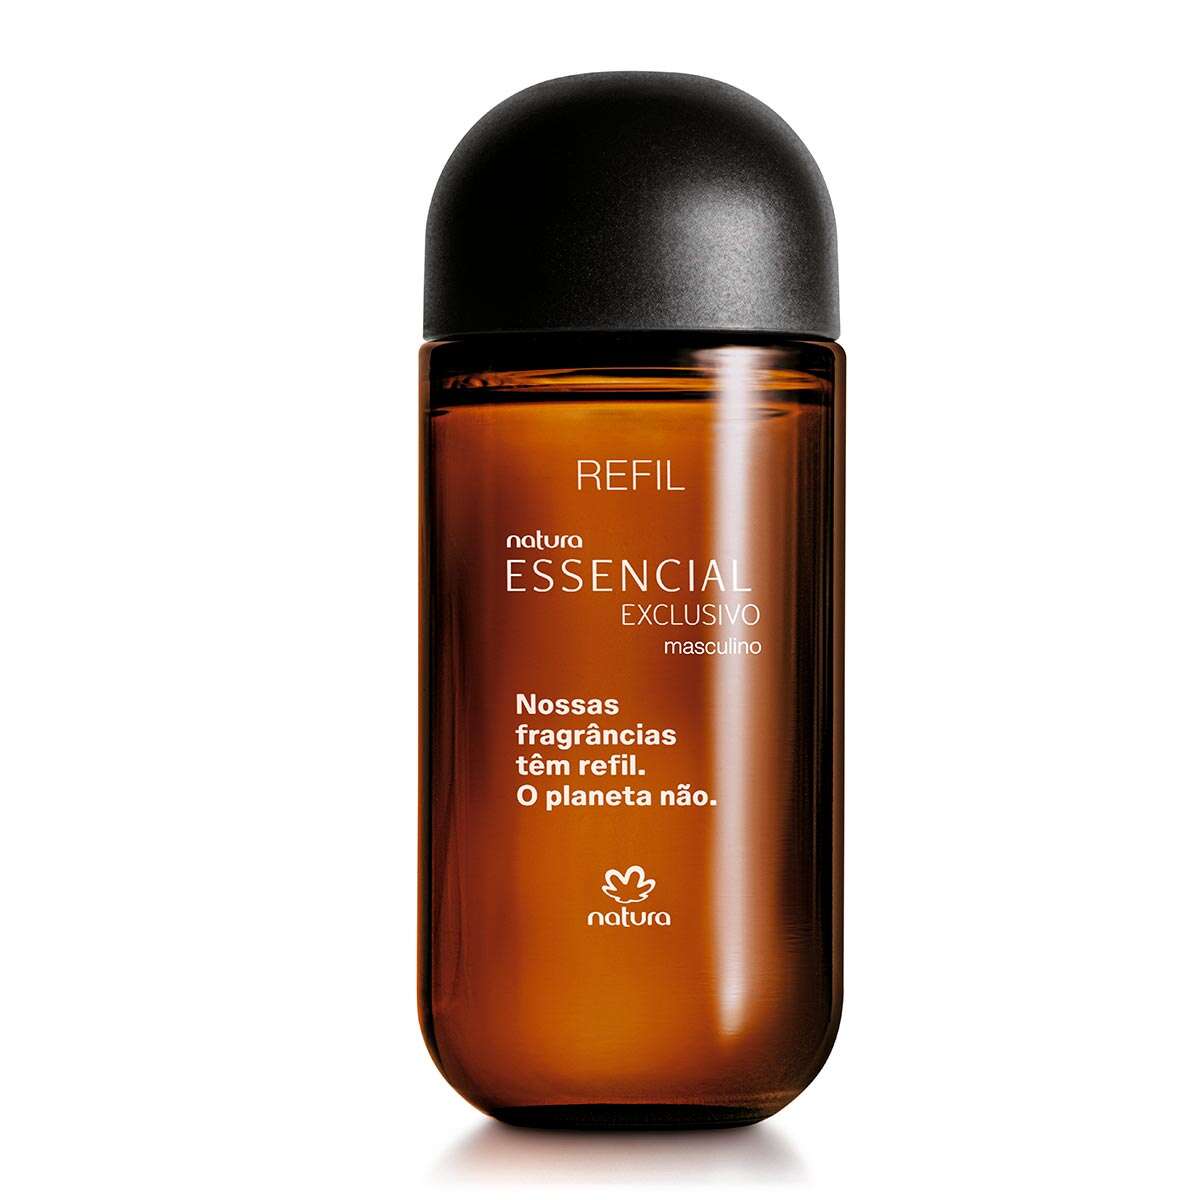 REFIL
natura
ESSENCIAL
EXCLUSIVO
masculino
Nossas
fragrâncias
têm refil.
O planeta não.
natura